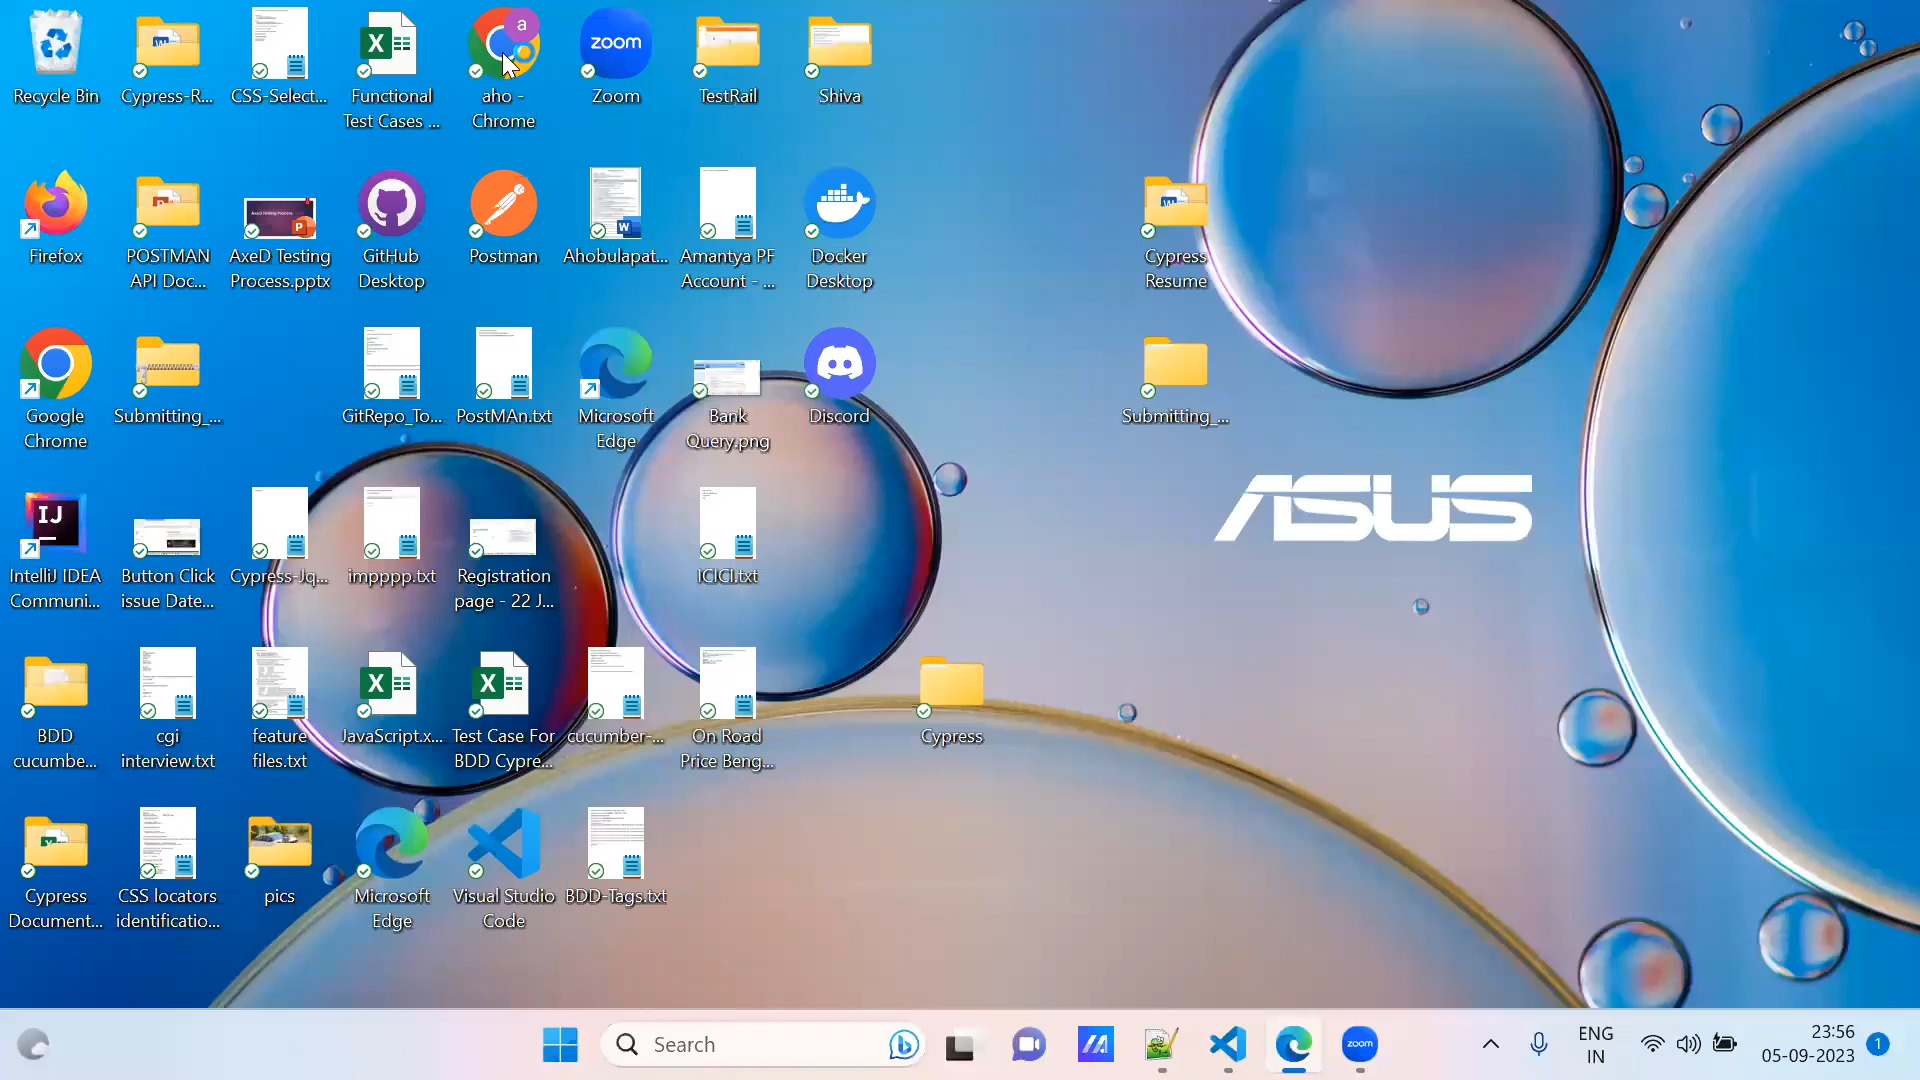 Recycle Bin
Cypress-R...
CSS-Select...
Functional
Test Cases ...
a
aho -
Chrome
zoom
Zoom
TestRail
Shiva
Firefox
POSTMAN
API Doc...
AxeD Testing
Process.pptx
GitHub
Desktop
Postman
Ahobulapat...
Amantya PF
Account - ...
Docker
Desktop
Cypress
Resume
Google
Chrome
Submitting_...
GitRepo_To...
PostMAn.txt
Microsoft
Edge
Bank
Query.png
Discord
Submitting_...
ASUS
IJ
IntelliJ IDEA
Communi...
Button Click
issue Date...
Cypress-Jq...
impppp.txt
Registration
page - 22 J...
ICICI.txt
BDD
cucumbe...
cgi
interview.txt
feature
files.txt
JavaScript.x...
Test Case For
BDD Cypre...
cucumber-...
On Road
Price Beng...
Cypress
Cypress
Document...
CSS locators
identificatio...
pics
Microsoft
Edge
Visual Studio
Code
BDD-Tags.txt
Search
zoom
ENG
IN
23:56
05-09-2023
1